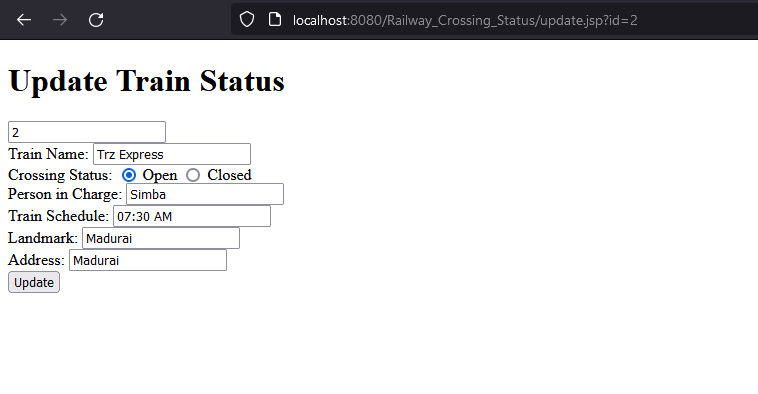 localhost:8080/Railway_Crossing_Status/update.jsp?id=2
Update Train Status
2
Train Name: Trz Express
Crossing Status: Open Closed
Person in Charge: Simba
Train Schedule: 07:30 AM
Landmark: Madurai
Address: Madurai
Update